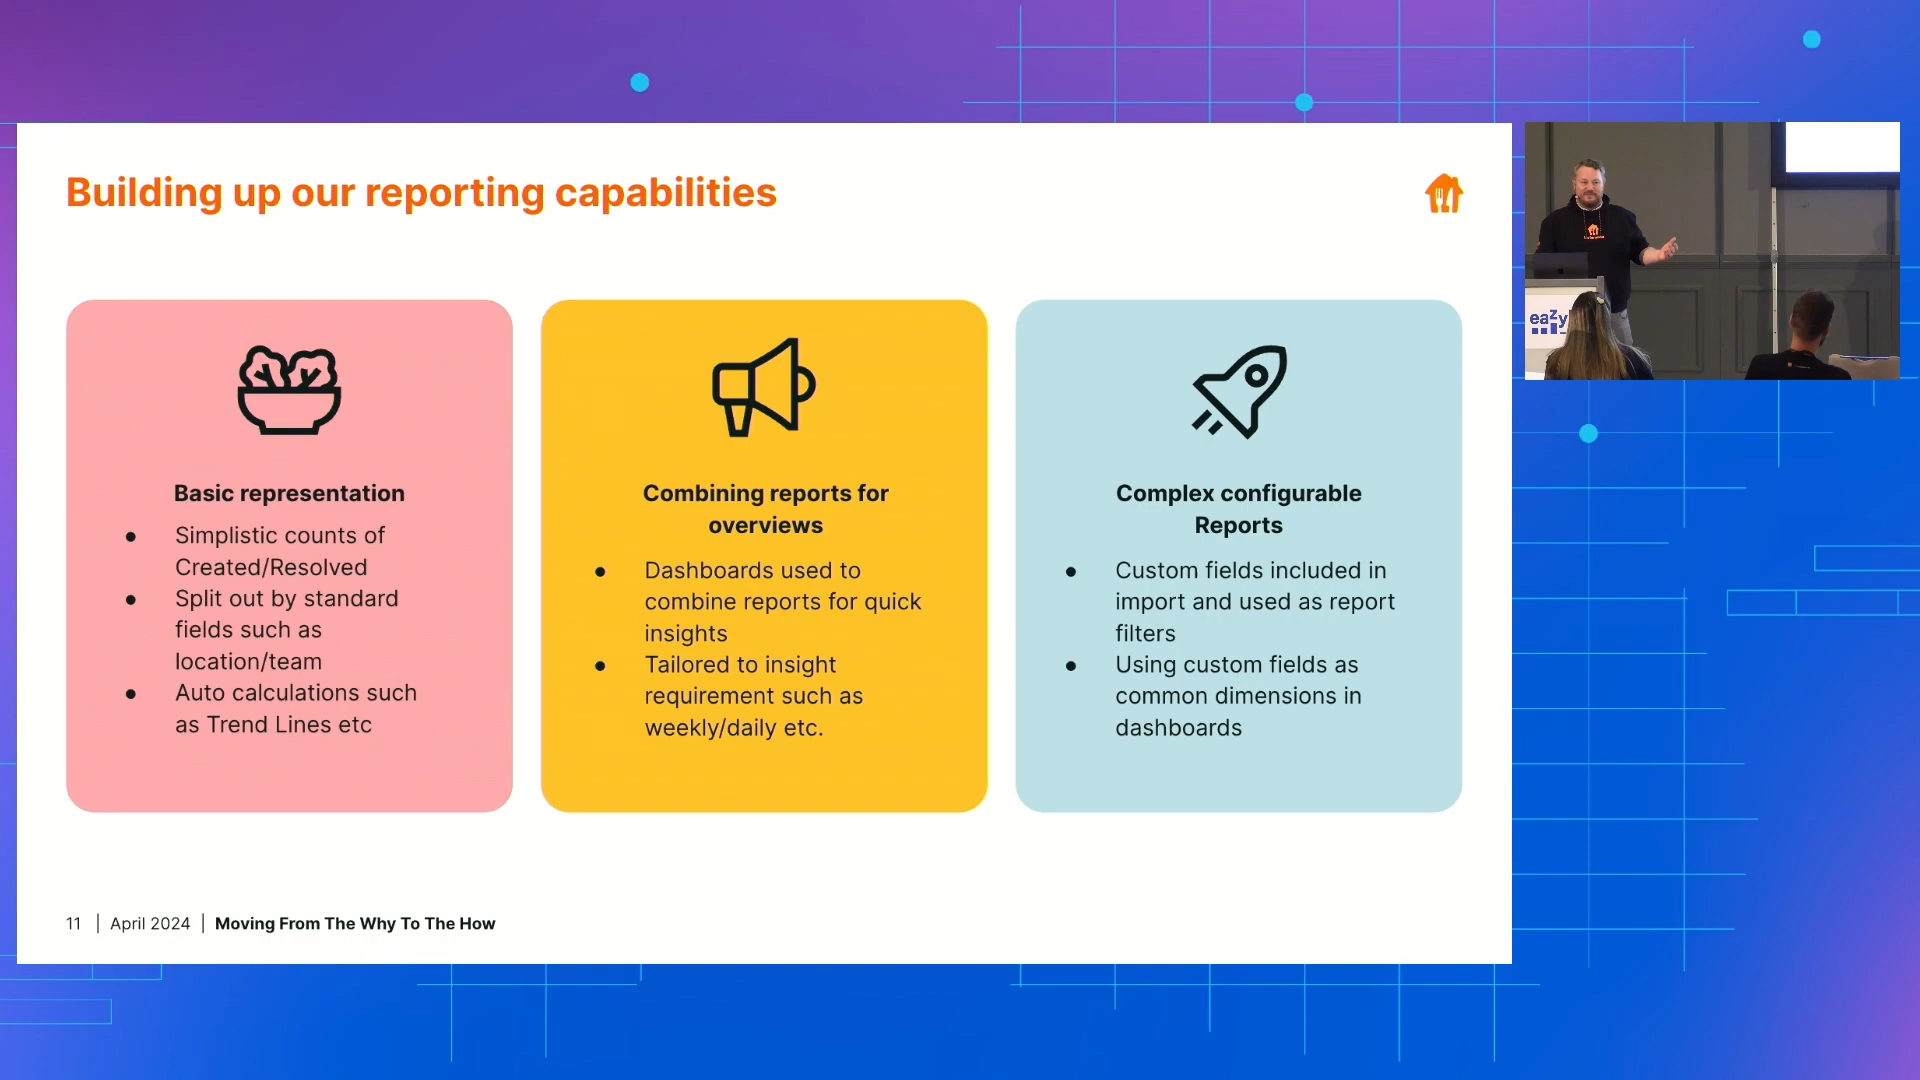 Building up our reporting capabilities
Basic representation
● Simplistic counts of
Created/Resolved
● Split out by standard
fields such as
location/team
● Auto calculations such
as Trend Lines etc
Combining reports for
overviews
● Dashboards used to
combine reports for quick
insights
● Tailored to insight
requirement such as
weekly/daily etc.
Complex configurable
Reports
● Custom fields included in
import and used as report
filters
● Using custom fields as
common dimensions in
dashboards
11 | April 2024 | Moving From The Why To The How
eazy